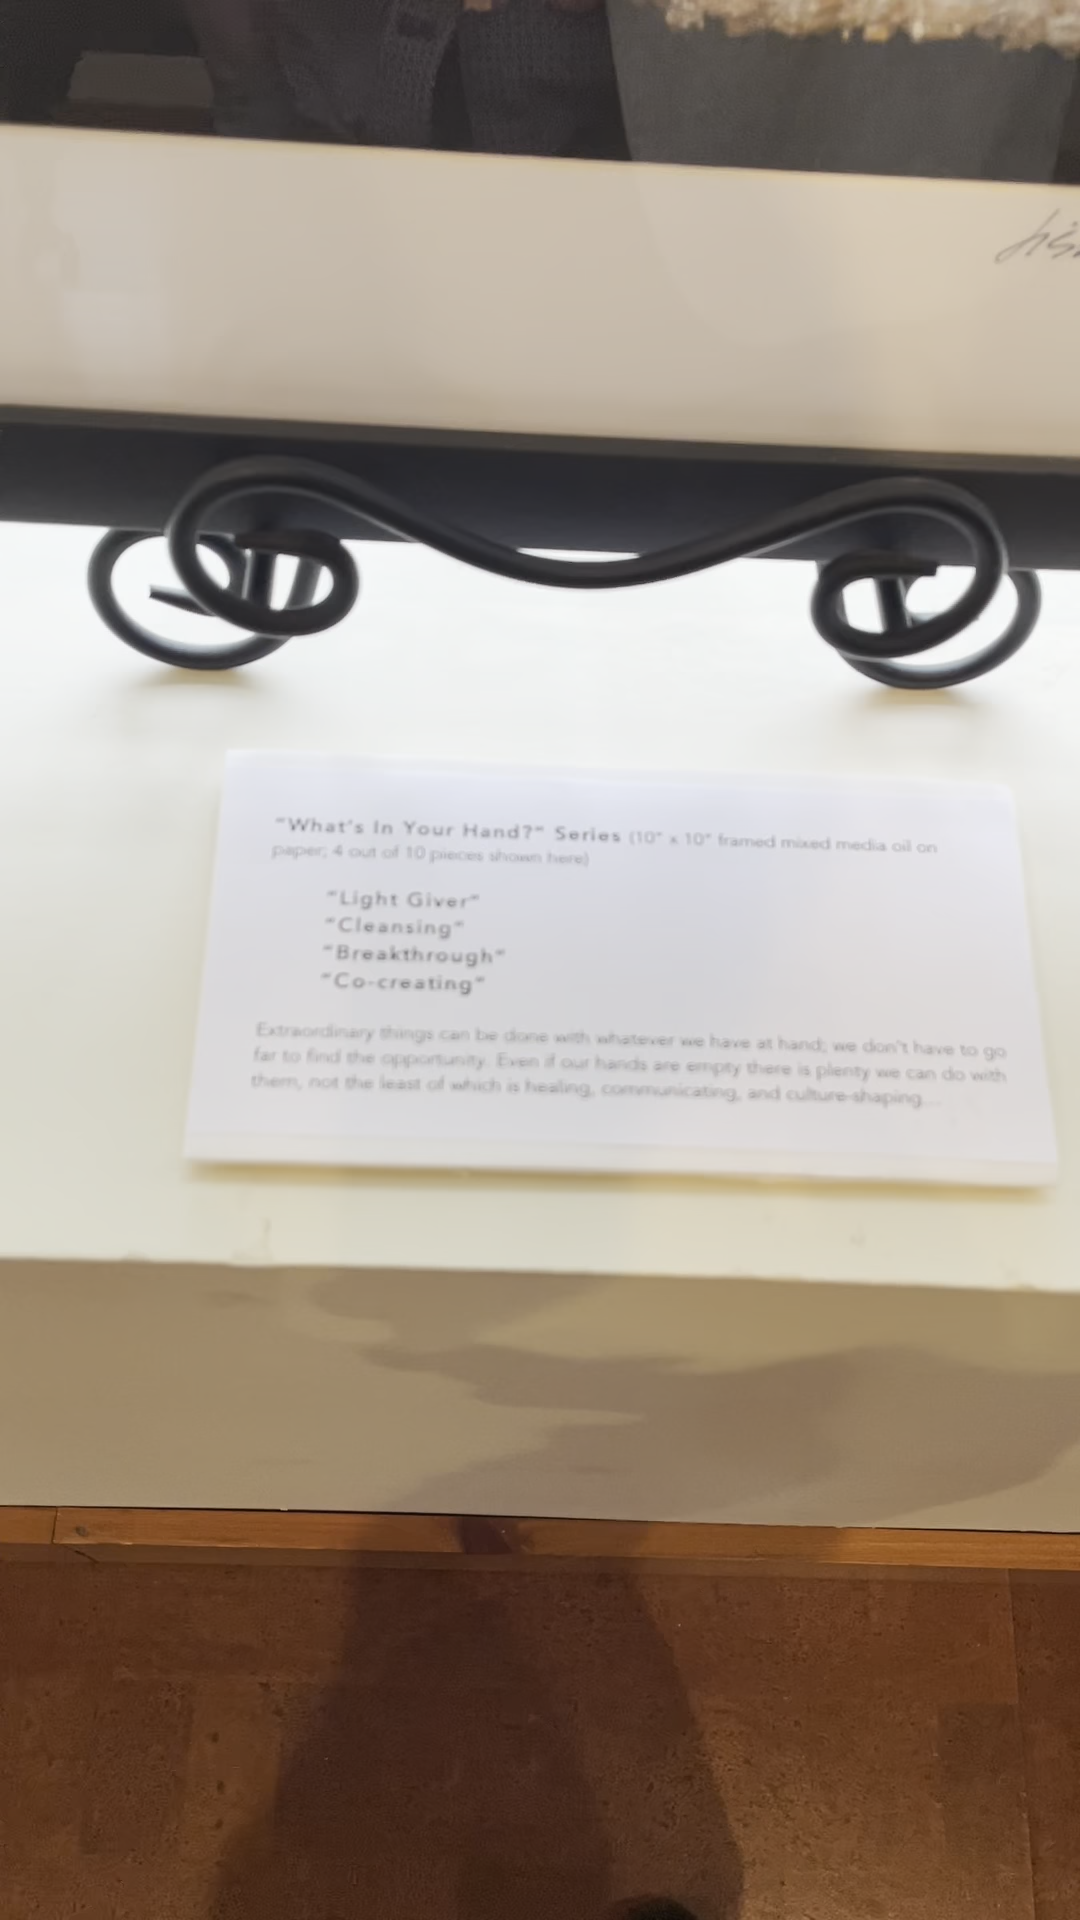 "What's In Your Hand?" Series (10" x 10" framed mixed media oil on
paper; 4 out of 10 pieces shown here)
"Light Giver"
"Cleansing"
"Breakthrough"
"Co-creating"
Extraordinary things can be done with whatever we have at hand; we don't have to go
far to find the opportunity. Even if our hands are empty there is plenty we can do with
them, not the least of which is healing, communicating, and culture-shaping...